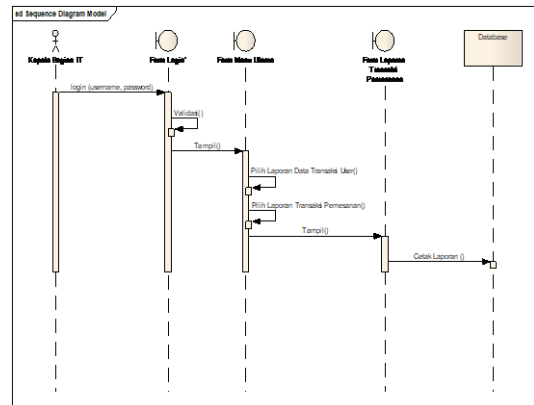 sd Sequence Diagram Model
Kepala Bagian IT
Form Login'
Form Menu Utama
Form Laporan
Transaksi
Pemesanan
Database
login (username, password)
Validasi()
Tampil()
Pilih Laporan Data Transaksi User()
Pilih Laporan Transaksi Pemesanan()
Tampil()
Cetak Laporan ()